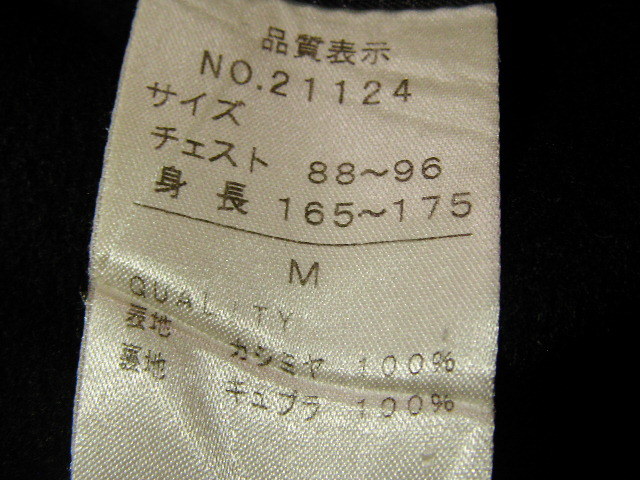 品質表示
NO.21124
サイズ
チェスト 88～96
身長 165～175
M
QUALITY
表地 カシミヤ 100%
裏地 キュプラ 100%